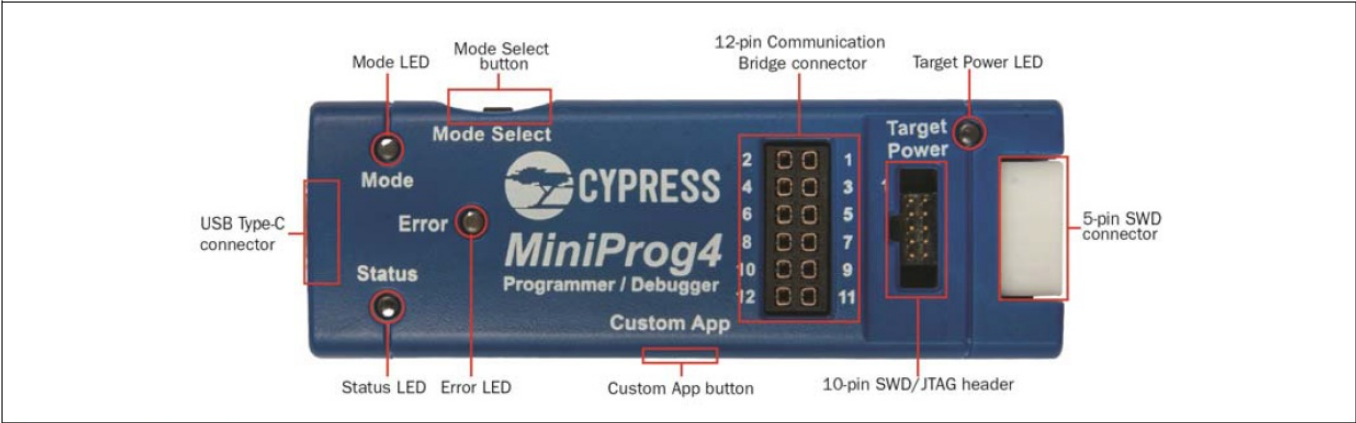 Mode LED
Mode Select
button
12-pin Communication
Bridge connector
Target Power LED
Mode Select
Target
Power
Mode
2 1
4 3
6 5
8 7
10 9
12 11
1
CYPRESS
Error
MiniProg4
Programmer / Debugger
Status
Custom App
USB Type-C
connector
5-pin SWD
connector
Status LED
Error LED
Custom App button
10-pin SWD/JTAG header